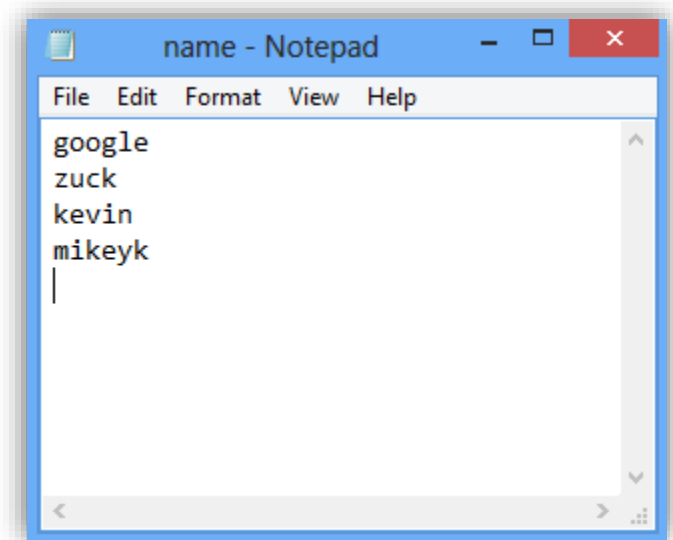 name - Notepad
File Edit Format View Help
google
zuck
kevin
mikeyk